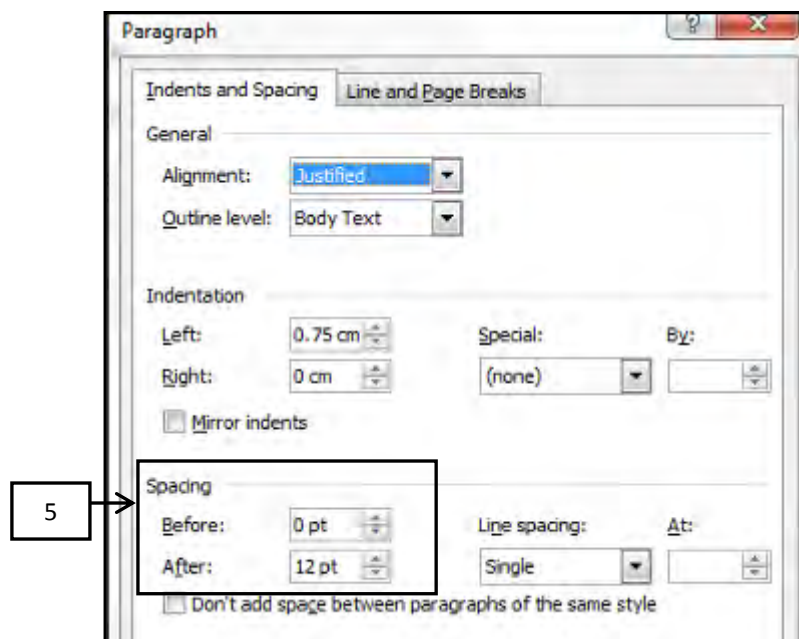 Paragraph
Indents and Spacing Line and Page Breaks
General
Alignment: Justified
Outline level: Body Text
Indentation
Left: 0.75 cm Special: By:
Right: 0 cm (none)
Mirror indents
5
Spacing
Before: 0 pt Line spacing: At:
After: 12 pt Single
Don't add space between paragraphs of the same style